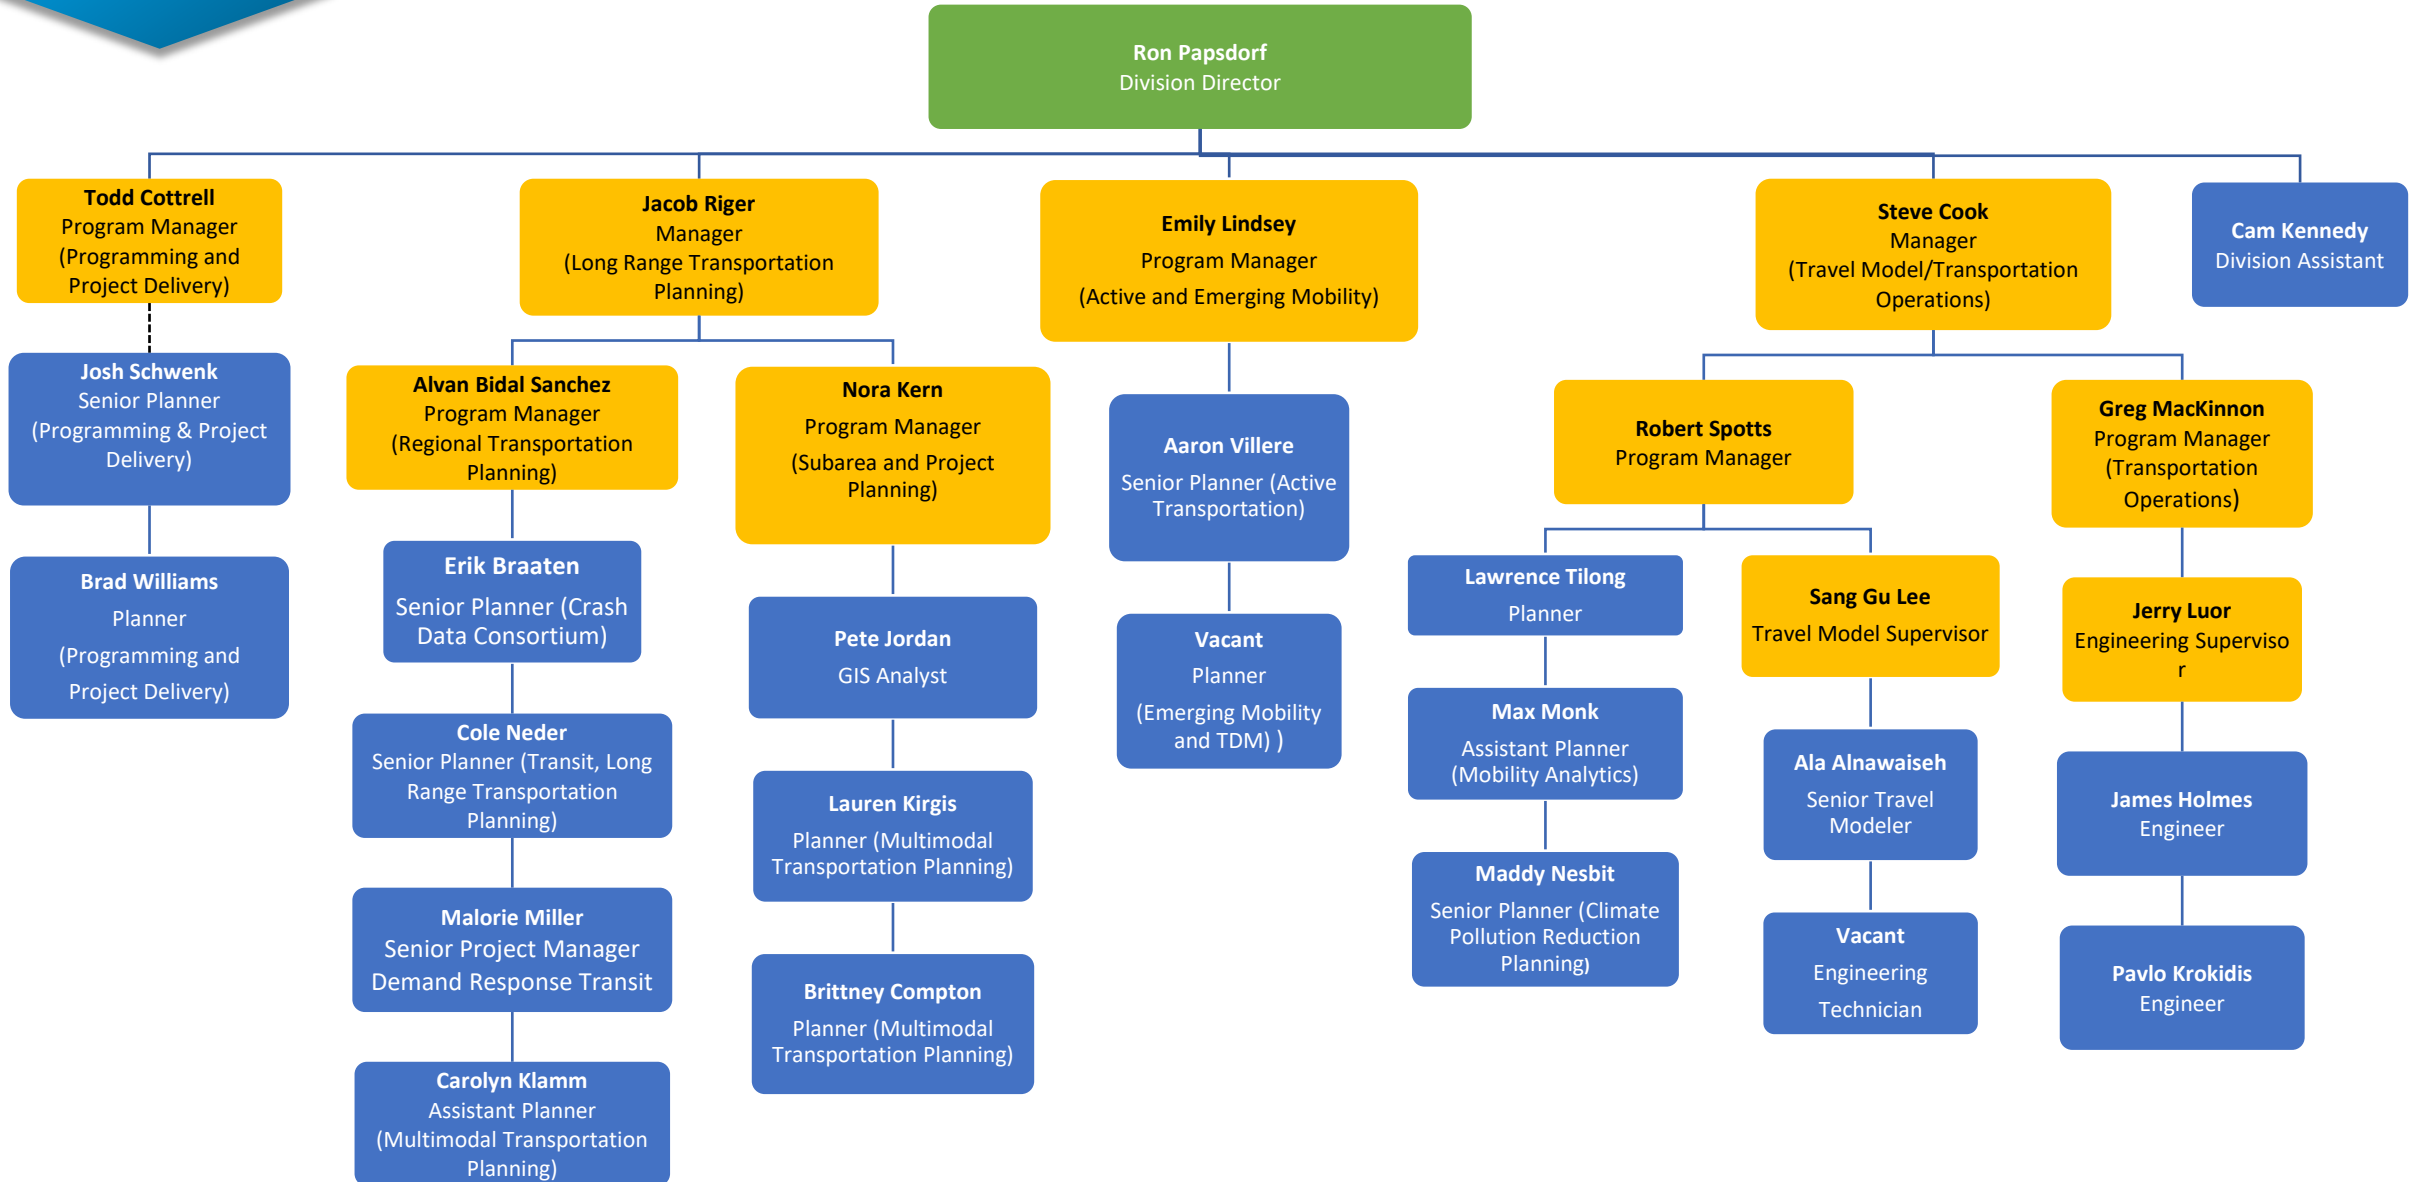 Ron Papsdorf
Division Director
Todd Cottrell
Program Manager
(Programming and
Project Delivery)
Jacob Riger
Manager
(Long Range Transportation
Planning)
Emily Lindsey
Program Manager
(Active and Emerging Mobility)
Steve Cook
Manager
(Travel Model/Transportation
Operations)
Cam Kennedy
Division Assistant
Josh Schwenk
Senior Planner
(Programming & Project
Delivery)
Brad Williams
Planner
(Programming and
Project Delivery)
Alvan Bidal Sanchez
Program Manager
(Regional Transportation
Planning)
Erik Braaten
Senior Planner (Crash
Data Consortium)
Cole Neder
Senior Planner (Transit, Long
Range Transportation
Planning)
Malorie Miller
Senior Project Manager
Demand Response Transit
Carolyn Klamm
Assistant Planner
(Multimodal Transportation
Planning)
Nora Kern
Program Manager
(Subarea and Project
Planning)
Pete Jordan
GIS Analyst
Lauren Kirgis
Planner (Multimodal
Transportation Planning)
Brittney Compton
Planner (Multimodal
Transportation Planning)
Aaron Villere
Senior Planner (Active
Transportation)
Vacant
Planner
(Emerging Mobility
and TDM) )
Robert Spotts
Program Manager
Lawrence Tilong
Planner
Max Monk
Assistant Planner
(Mobility Analytics)
Maddy Nesbit
Senior Planner (Climate
Pollution Reduction
Planning)
Sang Gu Lee
Travel Model Supervisor
Ala Alnawaiseh
Senior Travel
Modeler
Vacant
Engineering
Technician
Greg MacKinnon
Program Manager
(Transportation
Operations)
Jerry Luor
Engineering Superviso
r
James Holmes
Engineer
Pavlo Krokidis
Engineer